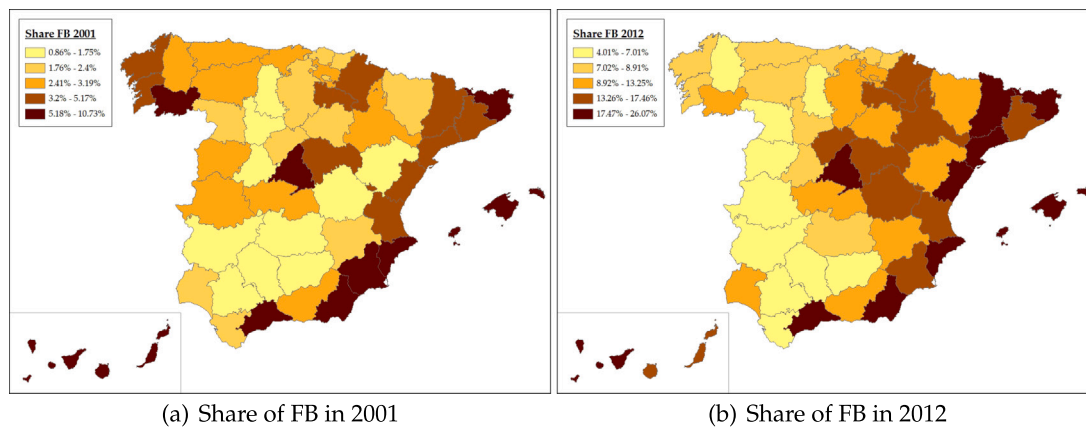 Share FB 2001
0.86% - 1.75%
1.76% - 2.4%
2.41% - 3.19%
3.2% - 5.17%
5.18% - 10.73%
Share FB 2012
4.01% - 7.01%
7.02% - 8.91%
8.92% - 13.25%
13.26% - 17.46%
17.47% - 26.07%
(a) Share of FB in 2001
(b) Share of FB in 2012